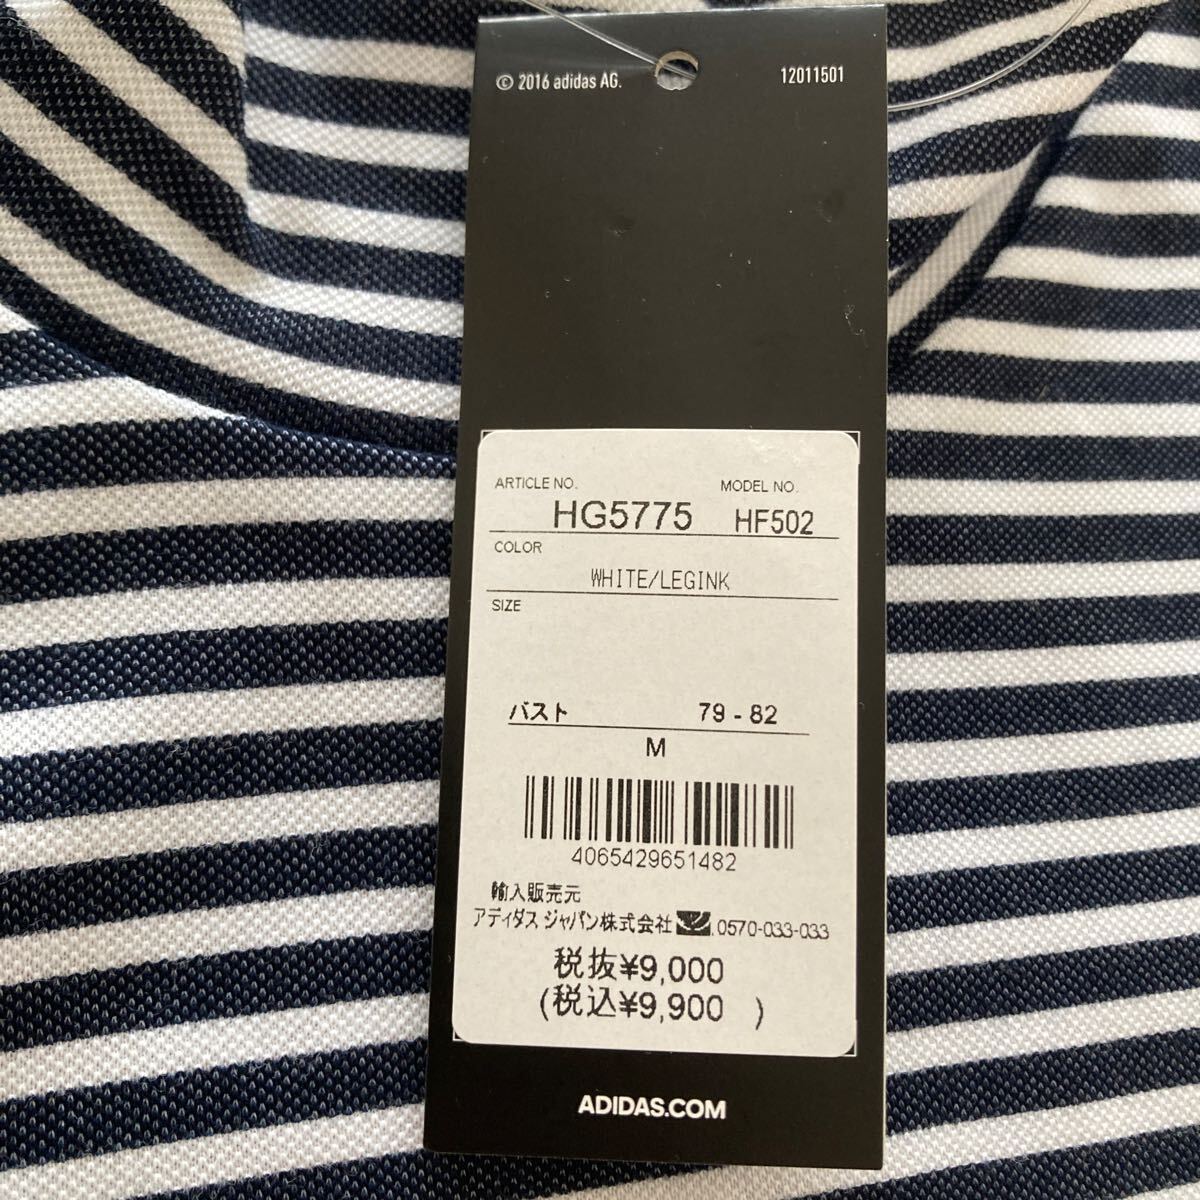 © 2016 adidas AG. 12011501
ARTICLE NO. MODEL NO.
HG5775 HF502
COLOR
WHITE/LEGINK
SIZE
バスト 79 - 82
M
4065429651482
輸入販売元
アディダス ジャパン株式会社 0570-033-033
税抜¥9,000
(税込¥9,900 )
ADIDAS.COM